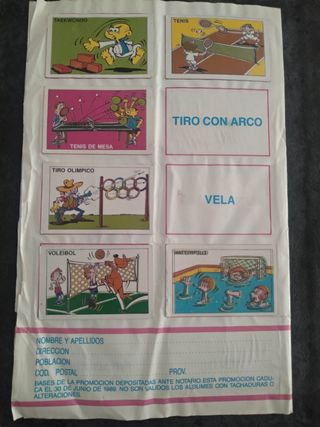 TAEKWONDO
TENIS
TENIS DE MESA
TIRO CON ARCO
TIRO OLIMPICO
VELA
VOLEIBOL
WATERPOLO
NOMBRE Y APELLIDOS
DIRECCION
POBLACION
COD. POSTAL PROV.
BASES DE LA PROMOCION DEPOSITADAS ANTE NOTARIO. ESTA PROMOCION CADU-
CA EL 30 DE JUNIO DE 1989. NO SON VALIDOS LOS ALBUMES CON TACHADURAS O
ALTERACIONES.